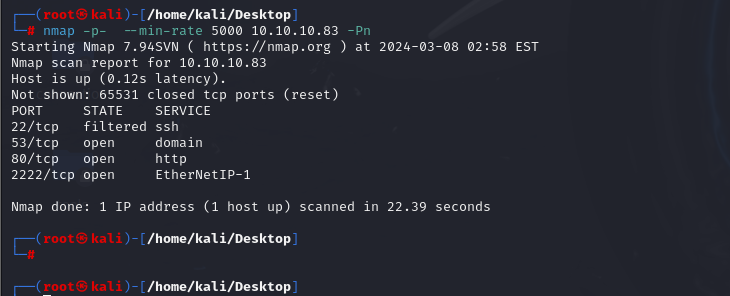 ┌──(root㉿kali)-[/home/kali/Desktop]
└─# nmap -p-  --min-rate 5000 10.10.10.83 -Pn
Starting Nmap 7.94SVN ( https://nmap.org ) at 2024-03-08 02:58 EST
Nmap scan report for 10.10.10.83
Host is up (0.12s latency).
Not shown: 65531 closed tcp ports (reset)
PORT     STATE    SERVICE
22/tcp   filtered ssh
53/tcp   open     domain
80/tcp   open     http
2222/tcp open     EtherNetIP-1
Nmap done: 1 IP address (1 host up) scanned in 22.39 seconds
┌──(root㉿kali)-[/home/kali/Desktop]
└─#
┌──(root㉿kali)-[/home/kali/Desktop]